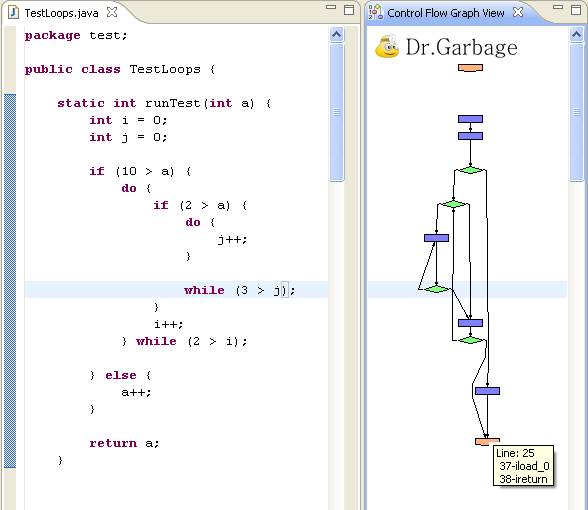 TestLoops.java
package test;
public class TestLoops {
static int runTest(int a) {
int i = 0;
int j = 0;
if (10 > a) {
do {
if (2 > a) {
do {
j++;
}
while (3 > j);
}
i++;
} while (2 > i);
} else {
a++;
}
return a;
}
Control Flow Graph View
Dr.Garbage
Line: 25
37-iload_0
38-ireturn